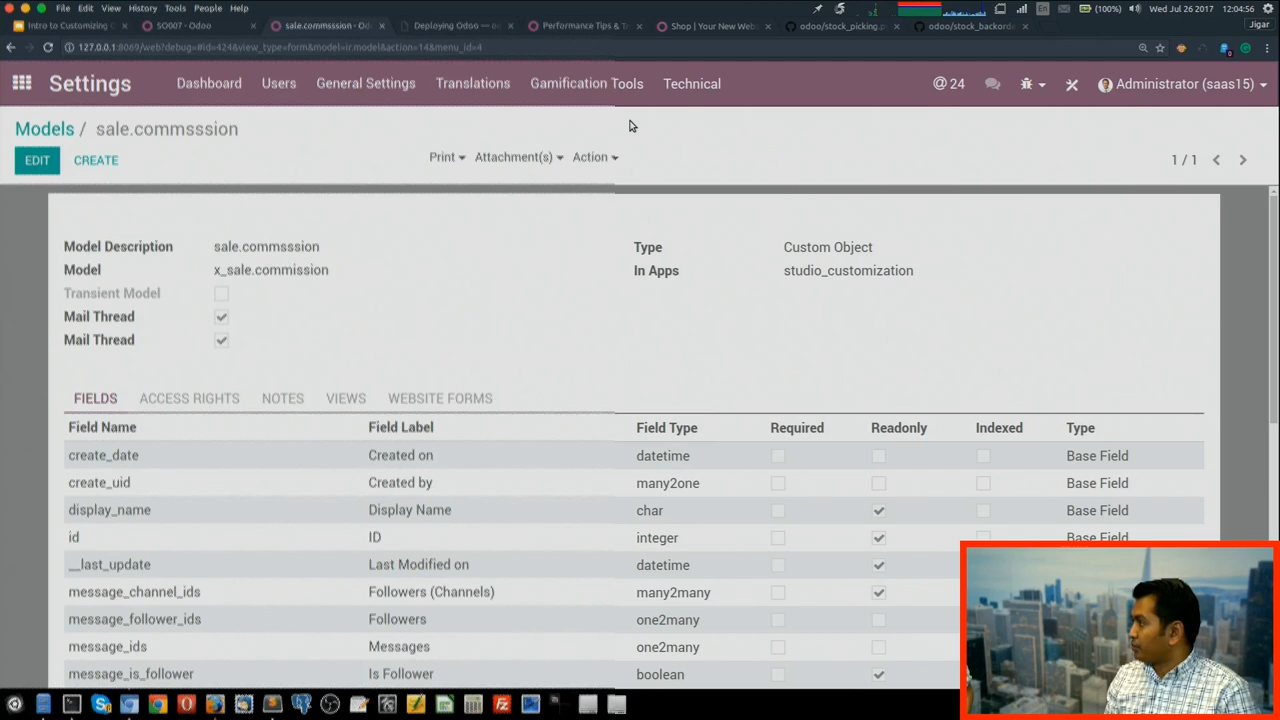 File Edit View History Tools People Help
(100%) Wed Jul 26 2017 12:04:56
Intro to Customizing
SO007 - Odoo
sale.commsssion - Od
Deploying Odoo — o
Performance Tips & T
Shop | Your New Web
odoo/stock_picking.p
odoo/stock_backord
Jigar
127.0.0.1:8069/web?debug=#id=424&view_type=form&model=ir.model&action=14&menu_id=4
Settings Dashboard Users General Settings Translations Gamification Tools Technical
@ 24 Administrator (saas15)
Models / sale.commsssion
EDIT CREATE Print Attachment(s) Action 1 / 1
Model Description sale.commsssion Type Custom Object
Model x_sale.commission In Apps studio_customization
Transient Model
Mail Thread
Mail Thread
FIELDS ACCESS RIGHTS NOTES VIEWS WEBSITE FORMS
Field Name Field Label Field Type Required Readonly Indexed Type
create_date Created on datetime Base Field
create_uid Created by many2one Base Field
display_name Display Name char Base Field
id ID integer Base Field
__last_update Last Modified on datetime
message_channel_ids Followers (Channels) many2many
message_follower_ids Followers one2many
message_ids Messages one2many
message_is_follower Is Follower boolean